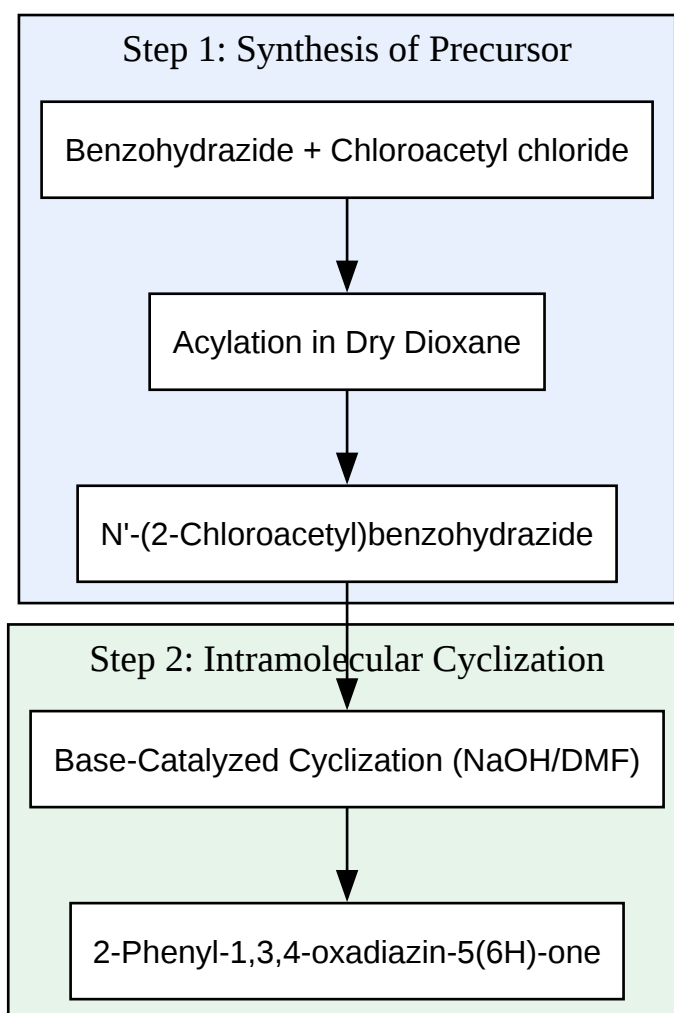 Step 1: Synthesis of Precursor
Benzohydrazide + Chloroacetyl chloride
Acylation in Dry Dioxane
N'-(2-Chloroacetyl)benzohydrazide
Step 2: Intramolecular Cyclization
Base-Catalyzed Cyclization (NaOH/DMF)
2-Phenyl-1,3,4-oxadiazin-5(6H)-one